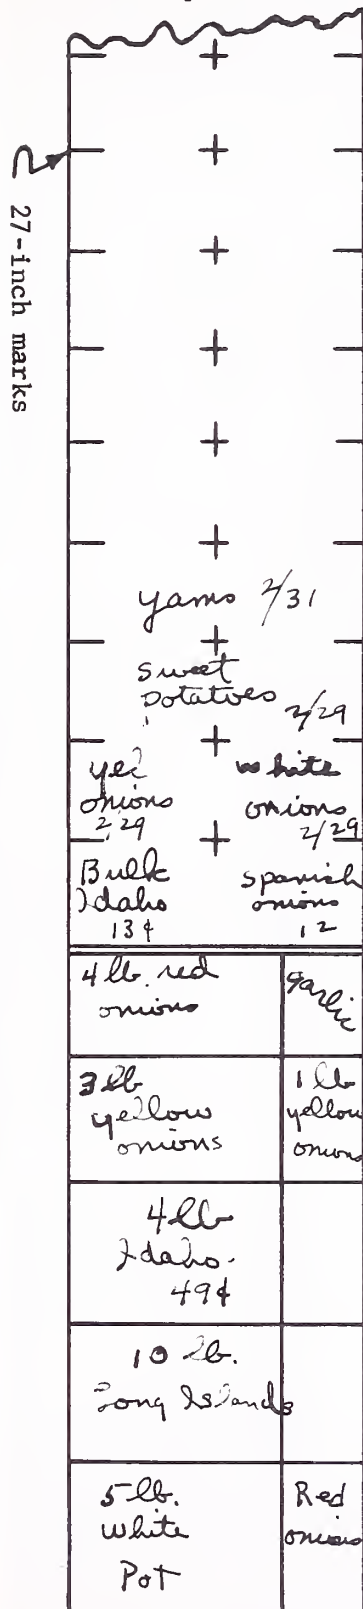 27-inch marks
yams 2/31
sweet
potatoes 2/29
yel
onions
2/29
white
onions
2/29
Bulk
Idaho
13¢
Spanish
onions
12
4 lb. red
onions
garlic
3 lb
yellow
onions
1 lb
yellow
onions
4 lb
Idaho.
49¢
10 lb.
Long Islands
5 lb.
white
Pot
Red
onions